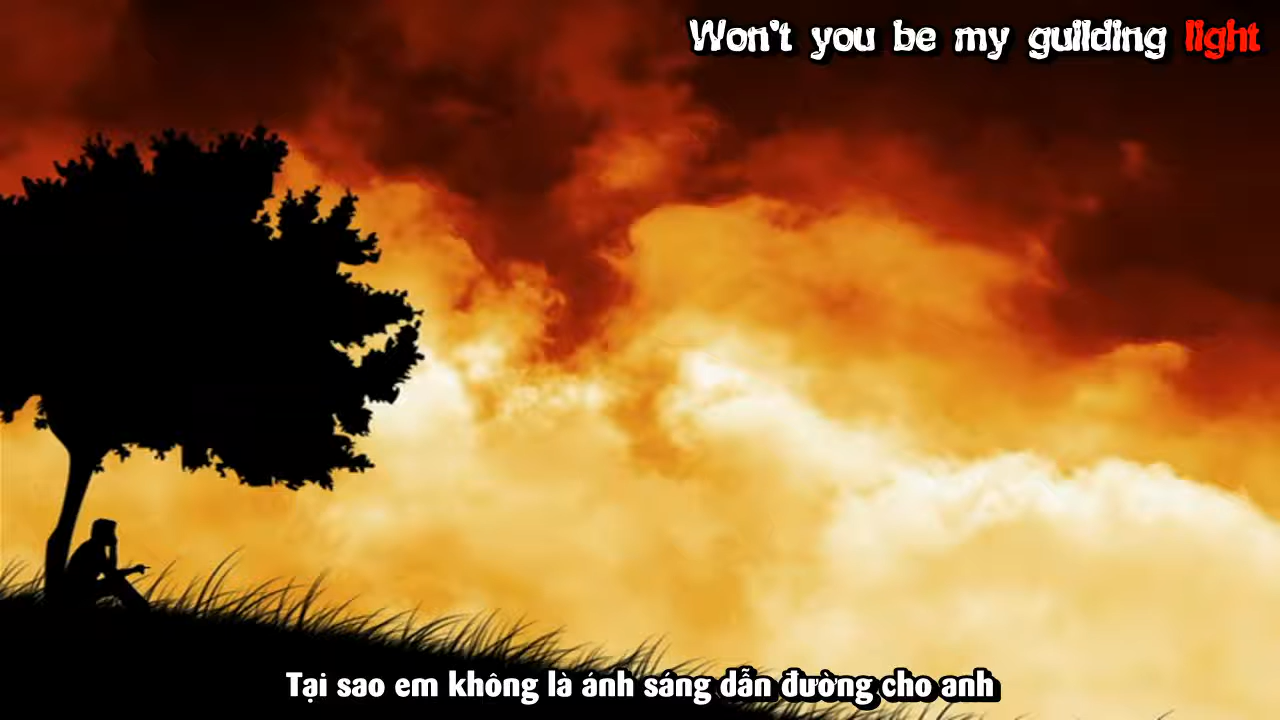 Won't you be my guilding light
Tại sao em không là ánh sáng dẫn đường cho anh